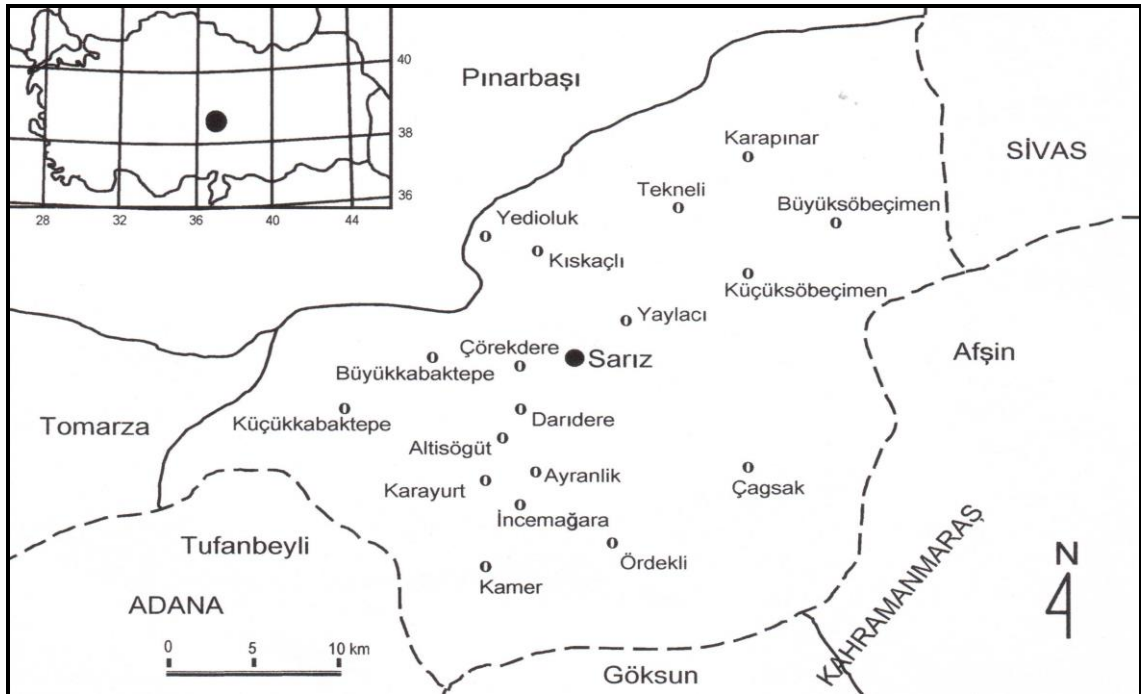 40
38
36
28 32 36 40 44
Pınarbaşı
SİVAS
Karapınar
Tekneli
Büyüksöbeçimen
Yedioluk
Kıskaçlı
Küçüksöbeçimen
Yaylacı
Afşin
Çörekdere
Sarız
Büyükkabaktepe
Tomarza
Küçükkabaktepe
Darıdere
Altisögüt
Ayranlik
Karayurt
Çagsak
İncemağara
Tufanbeyli
Ördekli
Kamer
ADANA
KAHRAMANMARAŞ
N
0 5 10 km
Göksun